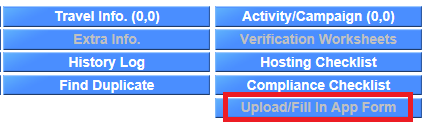 Travel Info. (0,0)
Activity/Campaign (0,0)
Extra Info.
Verification Worksheets
History Log
Hosting Checklist
Find Duplicate
Compliance Checklist
Upload/Fill In App Form